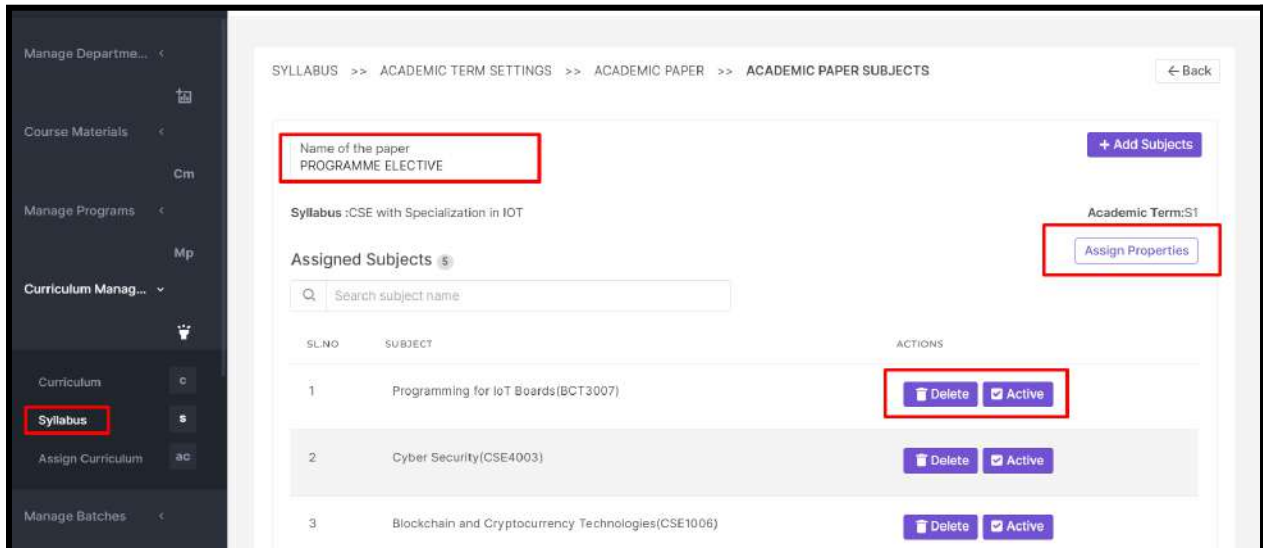 Manage Departme... <
Course Materials <
Cm
Manage Programs <
Mp
Curriculum Manag...
Curriculum c
Syllabus s
Assign Curriculum ac
Manage Batches <
SYLLABUS >> ACADEMIC TERM SETTINGS >> ACADEMIC PAPER >> ACADEMIC PAPER SUBJECTS
← Back
Name of the paper
PROGRAMME ELECTIVE
+ Add Subjects
Syllabus :CSE with Specialization in IOT
Academic Term:S1
Assigned Subjects 5
Assign Properties
Search subject name
SL.NO SUBJECT ACTIONS
1 Programming for IoT Boards(BCT3007) Delete Active
2 Cyber Security(CSE4003) Delete Active
3 Blockchain and Cryptocurrency Technologies(CSE1006) Delete Active